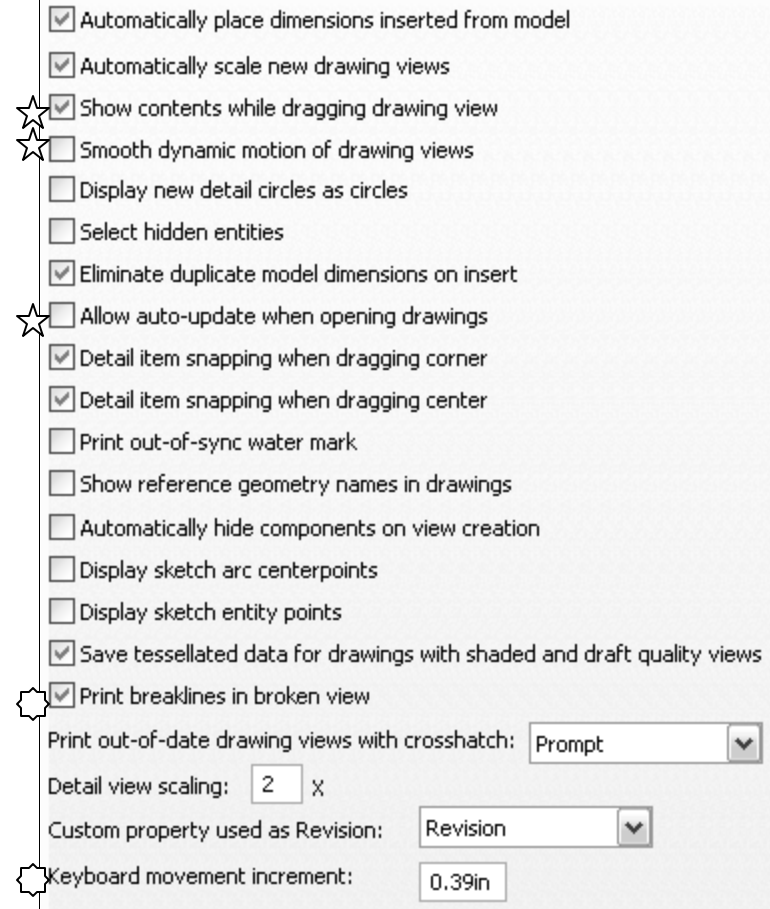 Automatically place dimensions inserted from model
Automatically scale new drawing views
Show contents while dragging drawing view
Smooth dynamic motion of drawing views
Display new detail circles as circles
Select hidden entities
Eliminate duplicate model dimensions on insert
Allow auto-update when opening drawings
Detail item snapping when dragging corner
Detail item snapping when dragging center
Print out-of-sync water mark
Show reference geometry names in drawings
Automatically hide components on view creation
Display sketch arc centerpoints
Display sketch entity points
Save tessellated data for drawings with shaded and draft quality views
Print breaklines in broken view
Print out-of-date drawing views with crosshatch: Prompt
Detail view scaling: 2 X
Custom property used as Revision: Revision
Keyboard movement increment: 0.39in